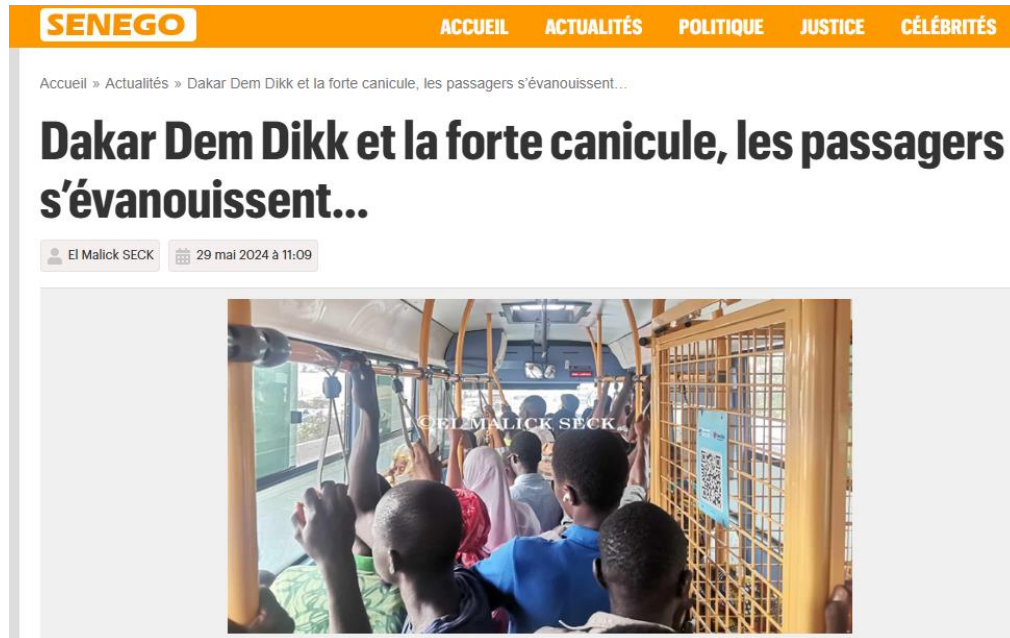 SENEGO
ACCUEIL ACTUALITÉS POLITIQUE JUSTICE CÉLÉBRITÉS
Accueil » Actualités » Dakar Dem Dikk et la forte canicule, les passagers s’évanouissent…
Dakar Dem Dikk et la forte canicule, les passagers
s’évanouissent…
El Malick SECK 29 mai 2024 à 11:09
©EL MALICK SECK